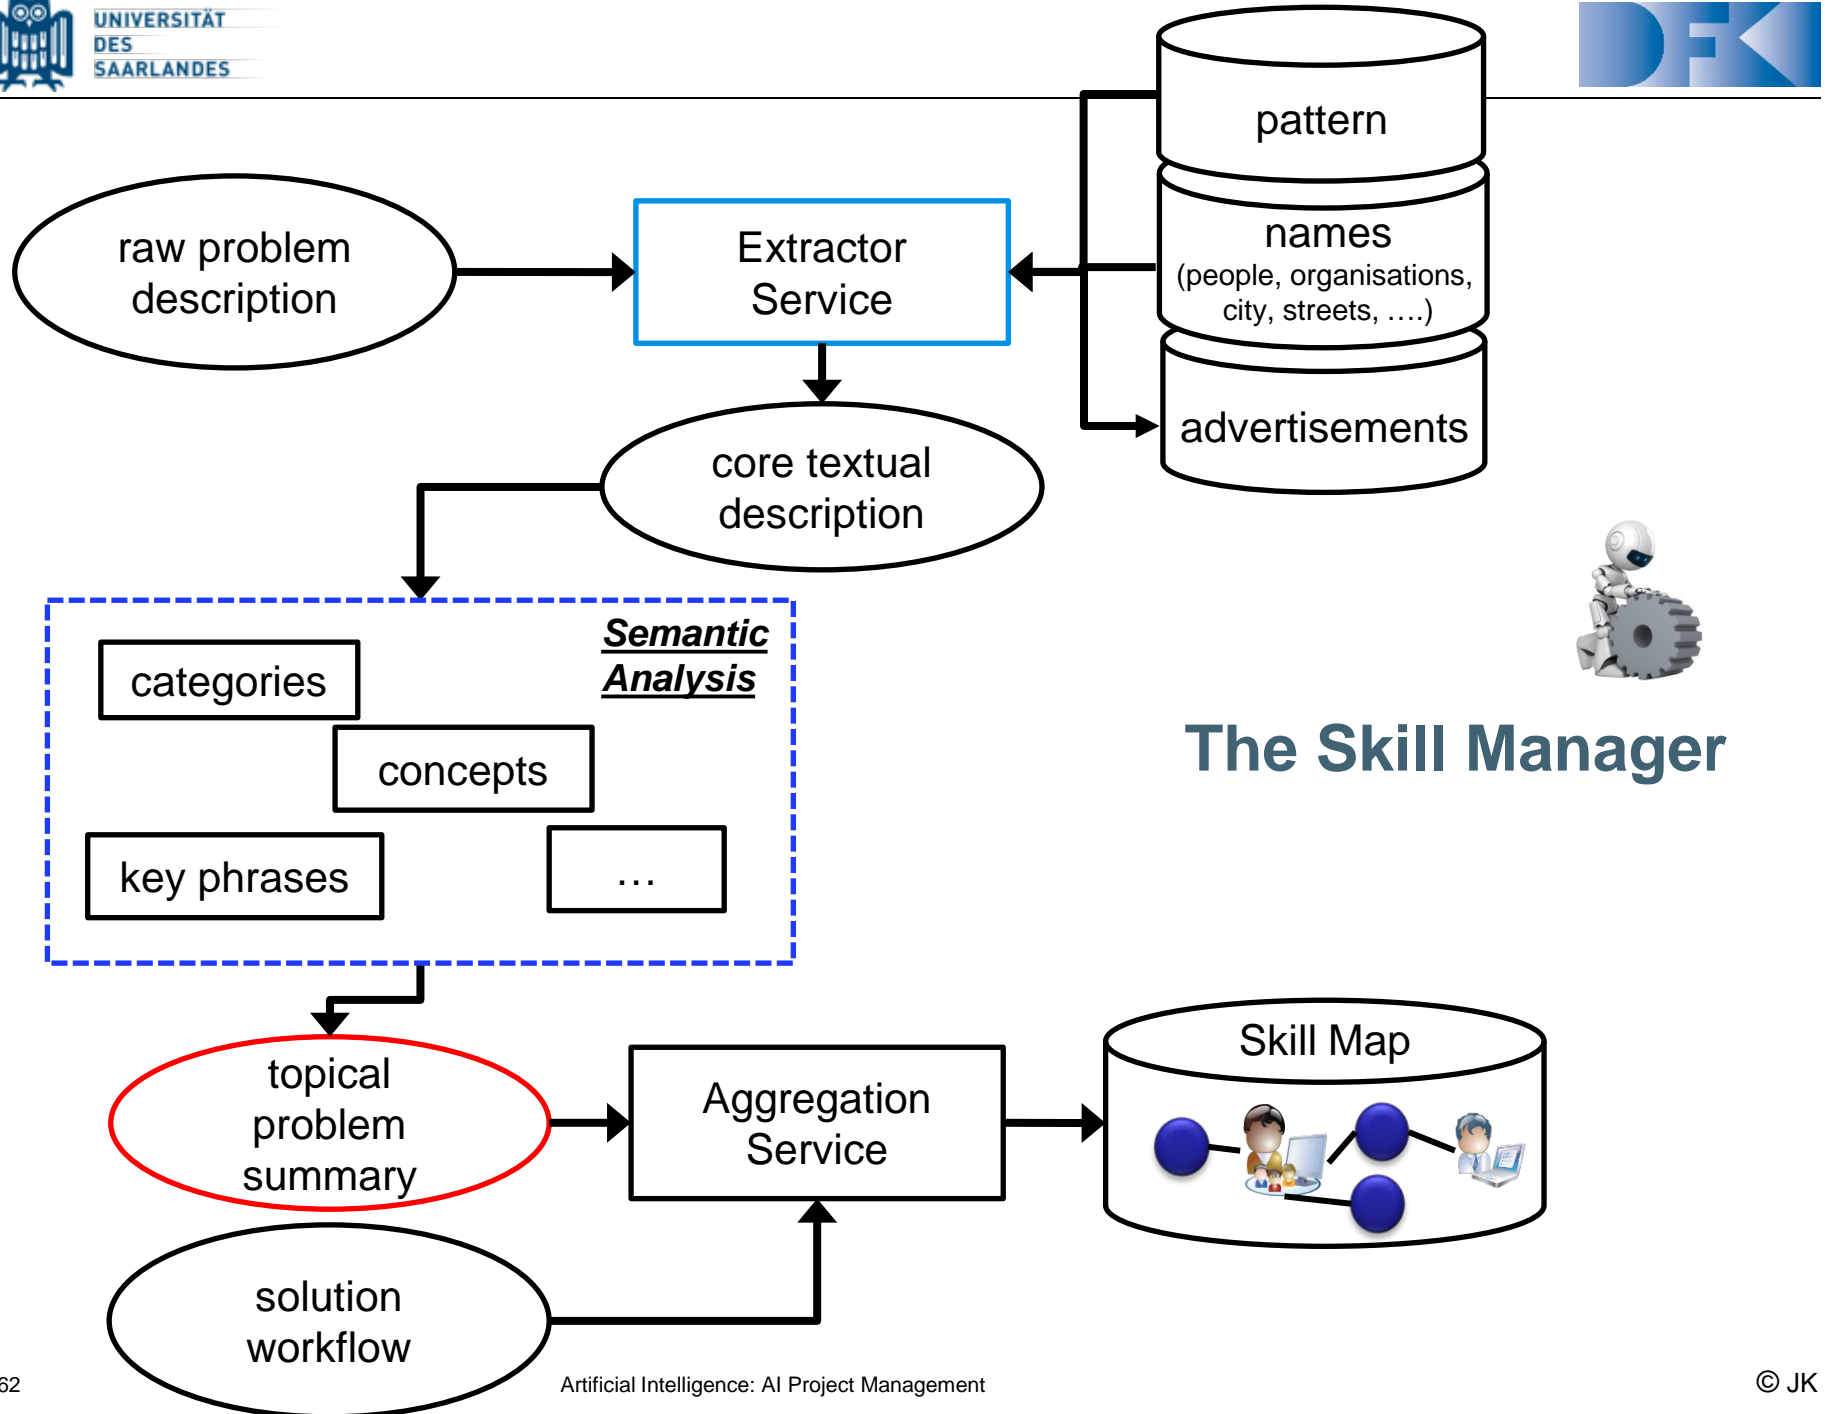 UNIVERSITÄT
DES
SAARLANDES
DFK
pattern
names
(people, organisations,
city, streets, ….)
advertisements
raw problem
description
Extractor
Service
core textual
description
Semantic
Analysis
categories
concepts
key phrases
…
The Skill Manager
topical
problem
summary
Aggregation
Service
Skill Map
solution
workflow
62
Artificial Intelligence: AI Project Management
© JK